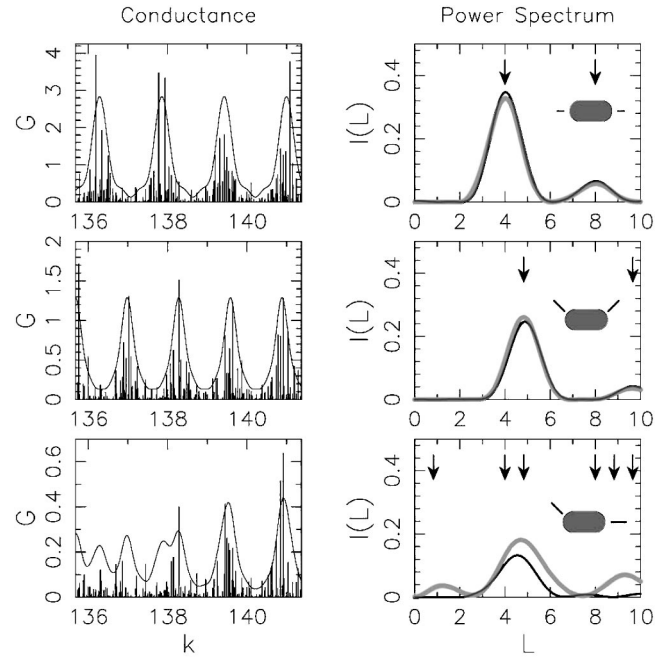 Conductance
Power Spectrum
G
0 1 2 3 4
136 138 140
I(L)
0 0.2 0.4
0 2 4 6 8 10
G
0 0.5 1 1.5 2
136 138 140
I(L)
0 0.2 0.4
0 2 4 6 8 10
G
0 0.2 0.4 0.6
136 138 140
k
I(L)
0 0.2 0.4
0 2 4 6 8 10
L